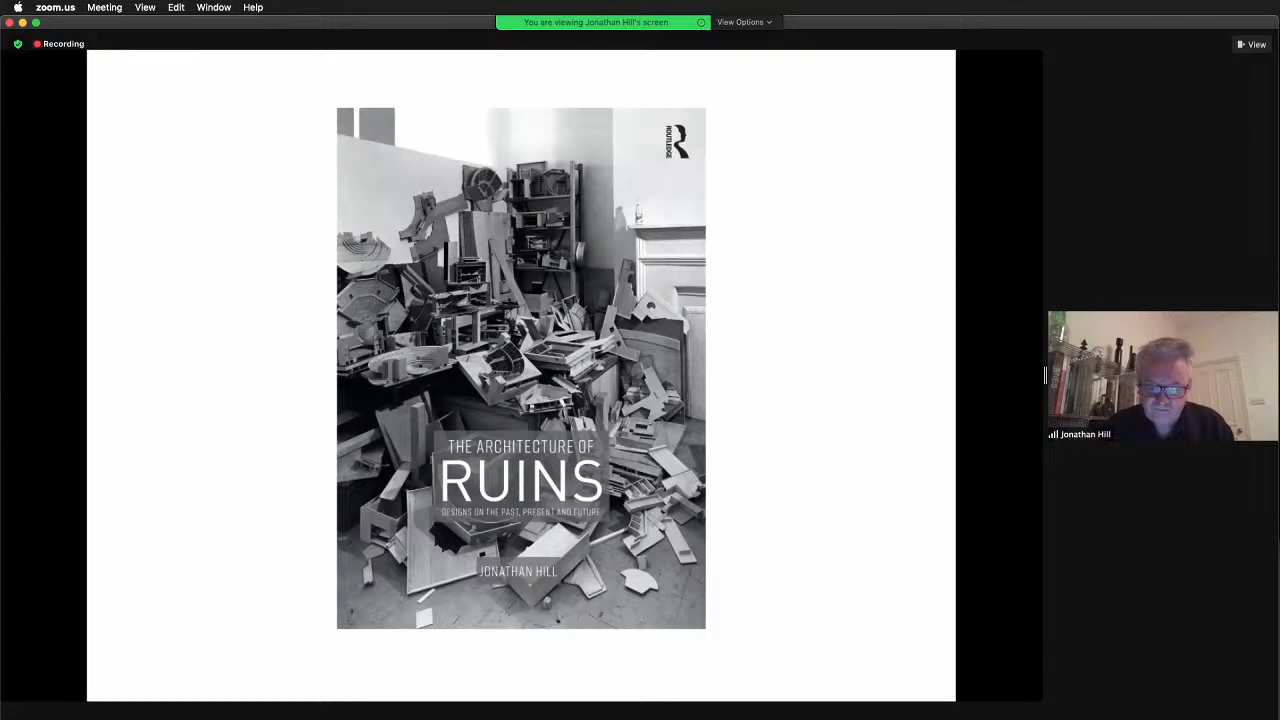 zoom.us Meeting View Edit Window Help
You are viewing Jonathan Hill's screen View Options
Recording
View
ROUTLEDGE
THE ARCHITECTURE OF
RUINS
DESIGNS ON THE PAST, PRESENT AND FUTURE
JONATHAN HILL
Jonathan Hill